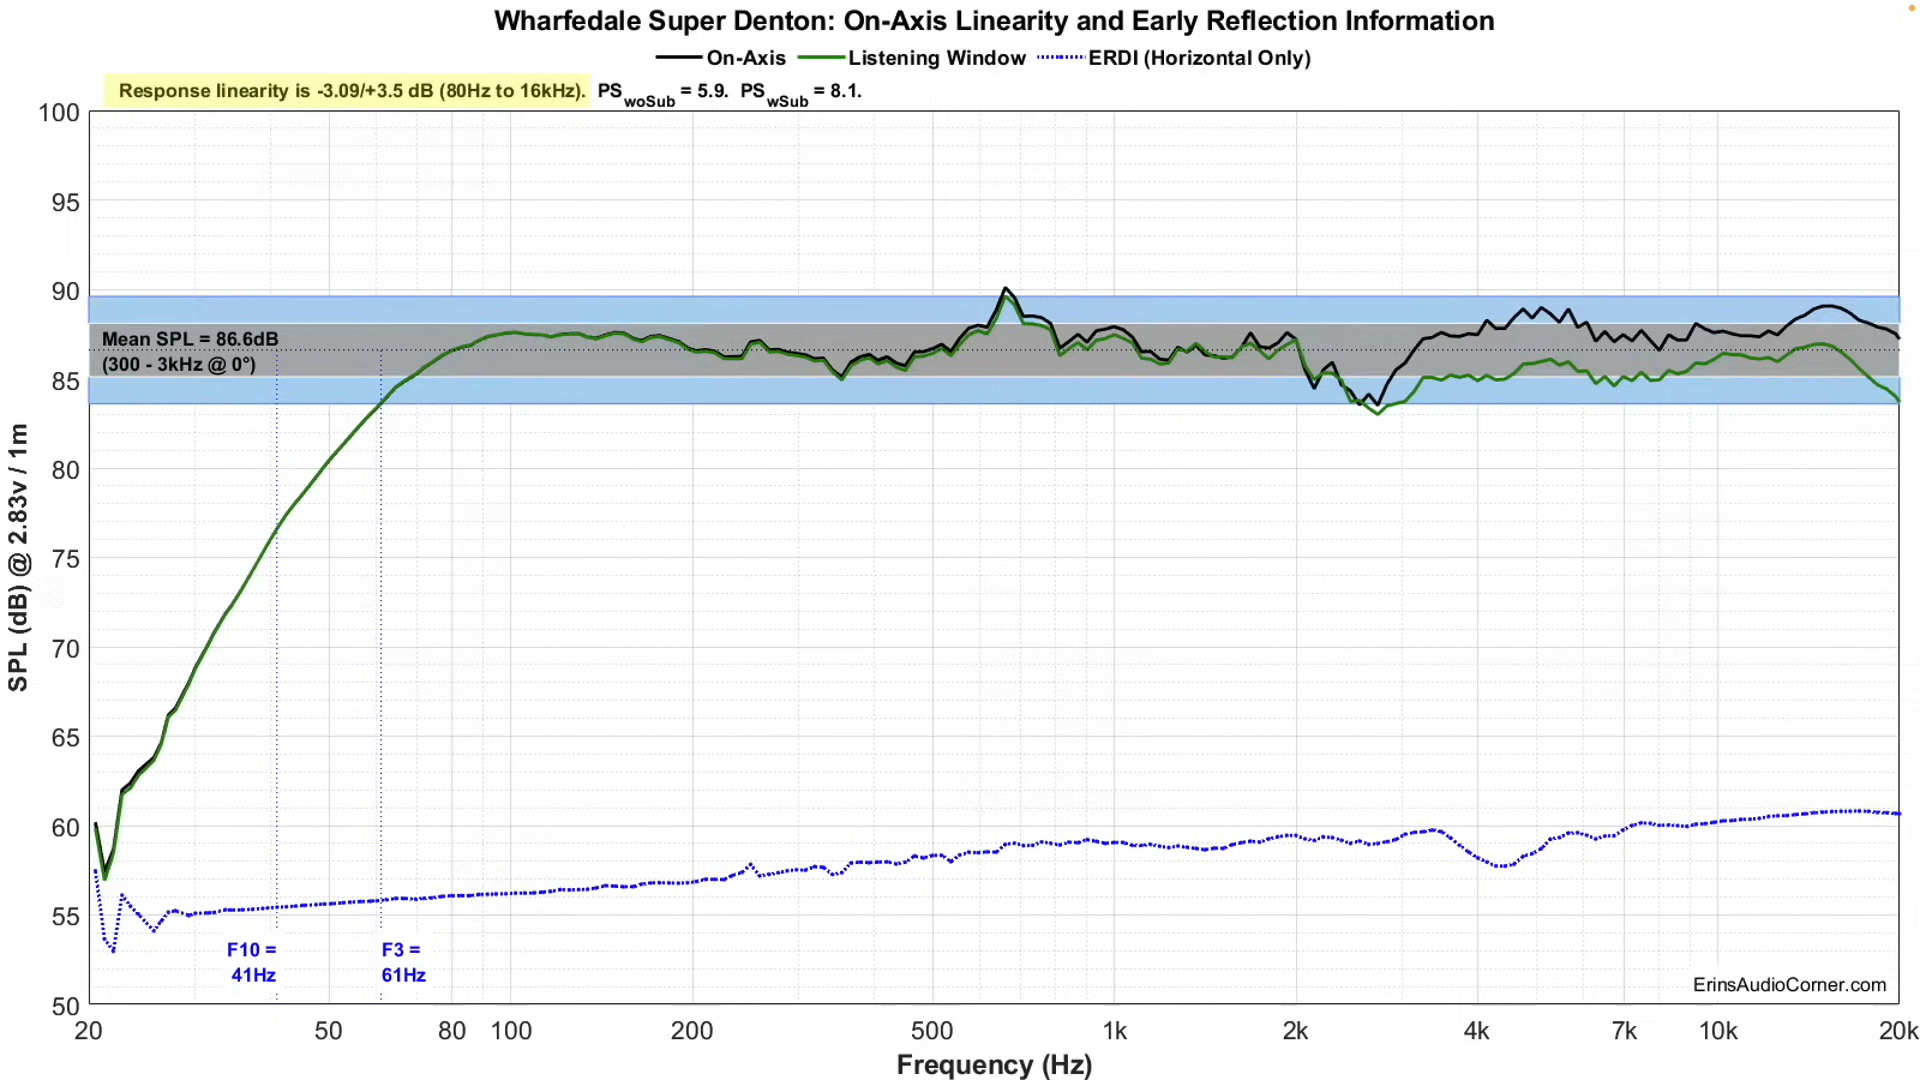 Wharfedale Super Denton: On-Axis Linearity and Early Reflection Information
On-Axis Listening Window ERDI (Horizontal Only)
Response linearity is -3.09/+3.5 dB (80Hz to 16kHz). PSwoSub = 5.9. PSwSub = 8.1.
100
95
90
85
80
75
70
65
60
55
50
Mean SPL = 86.6dB
(300 - 3kHz @ 0°)
SPL (dB) @ 2.83v / 1m
F10 =
41Hz
F3 =
61Hz
ErinsAudioCorner.com
20 50 80 100 200 500 1k 2k 4k 7k 10k 20k
Frequency (Hz)